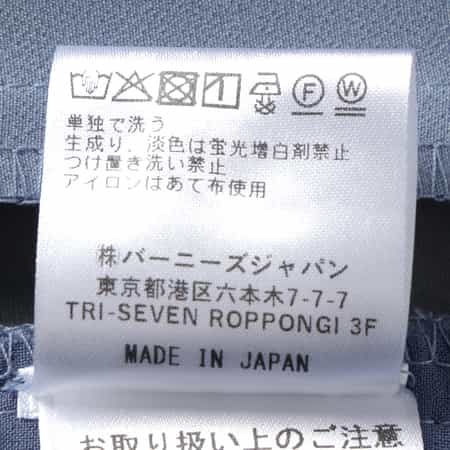 F W
単独で洗う
生成り、淡色は蛍光増白剤禁止
つけ置き洗い禁止
アイロンはあて布使用
㈱バーニーズジャパン
東京都港区六本木7-7-7
TRI-SEVEN ROPPONGI 3F
MADE IN JAPAN
お取り扱い上のご注意